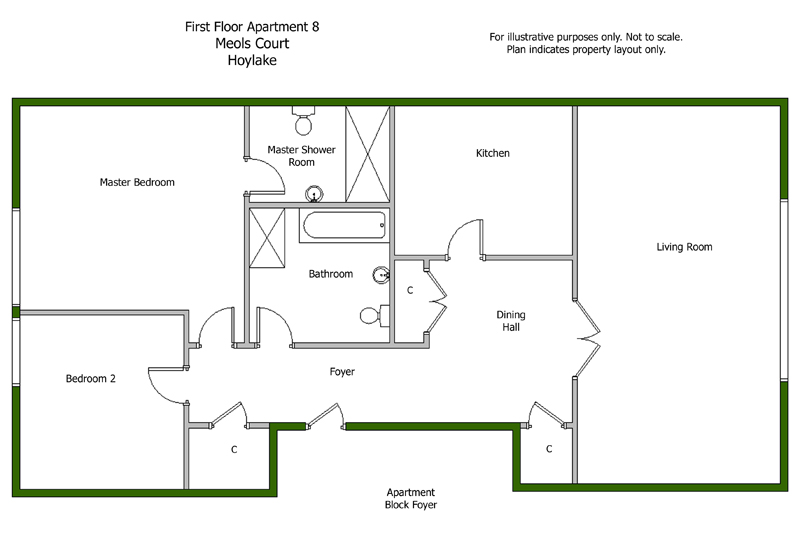 First Floor Apartment 8
Meols Court
Hoylake
For illustrative purposes only. Not to scale.
Plan indicates property layout only.
Master Shower
Room
Kitchen
Master Bedroom
Living Room
Bathroom
C
Dining
Hall
Foyer
Bedroom 2
C
C
Apartment
Block Foyer